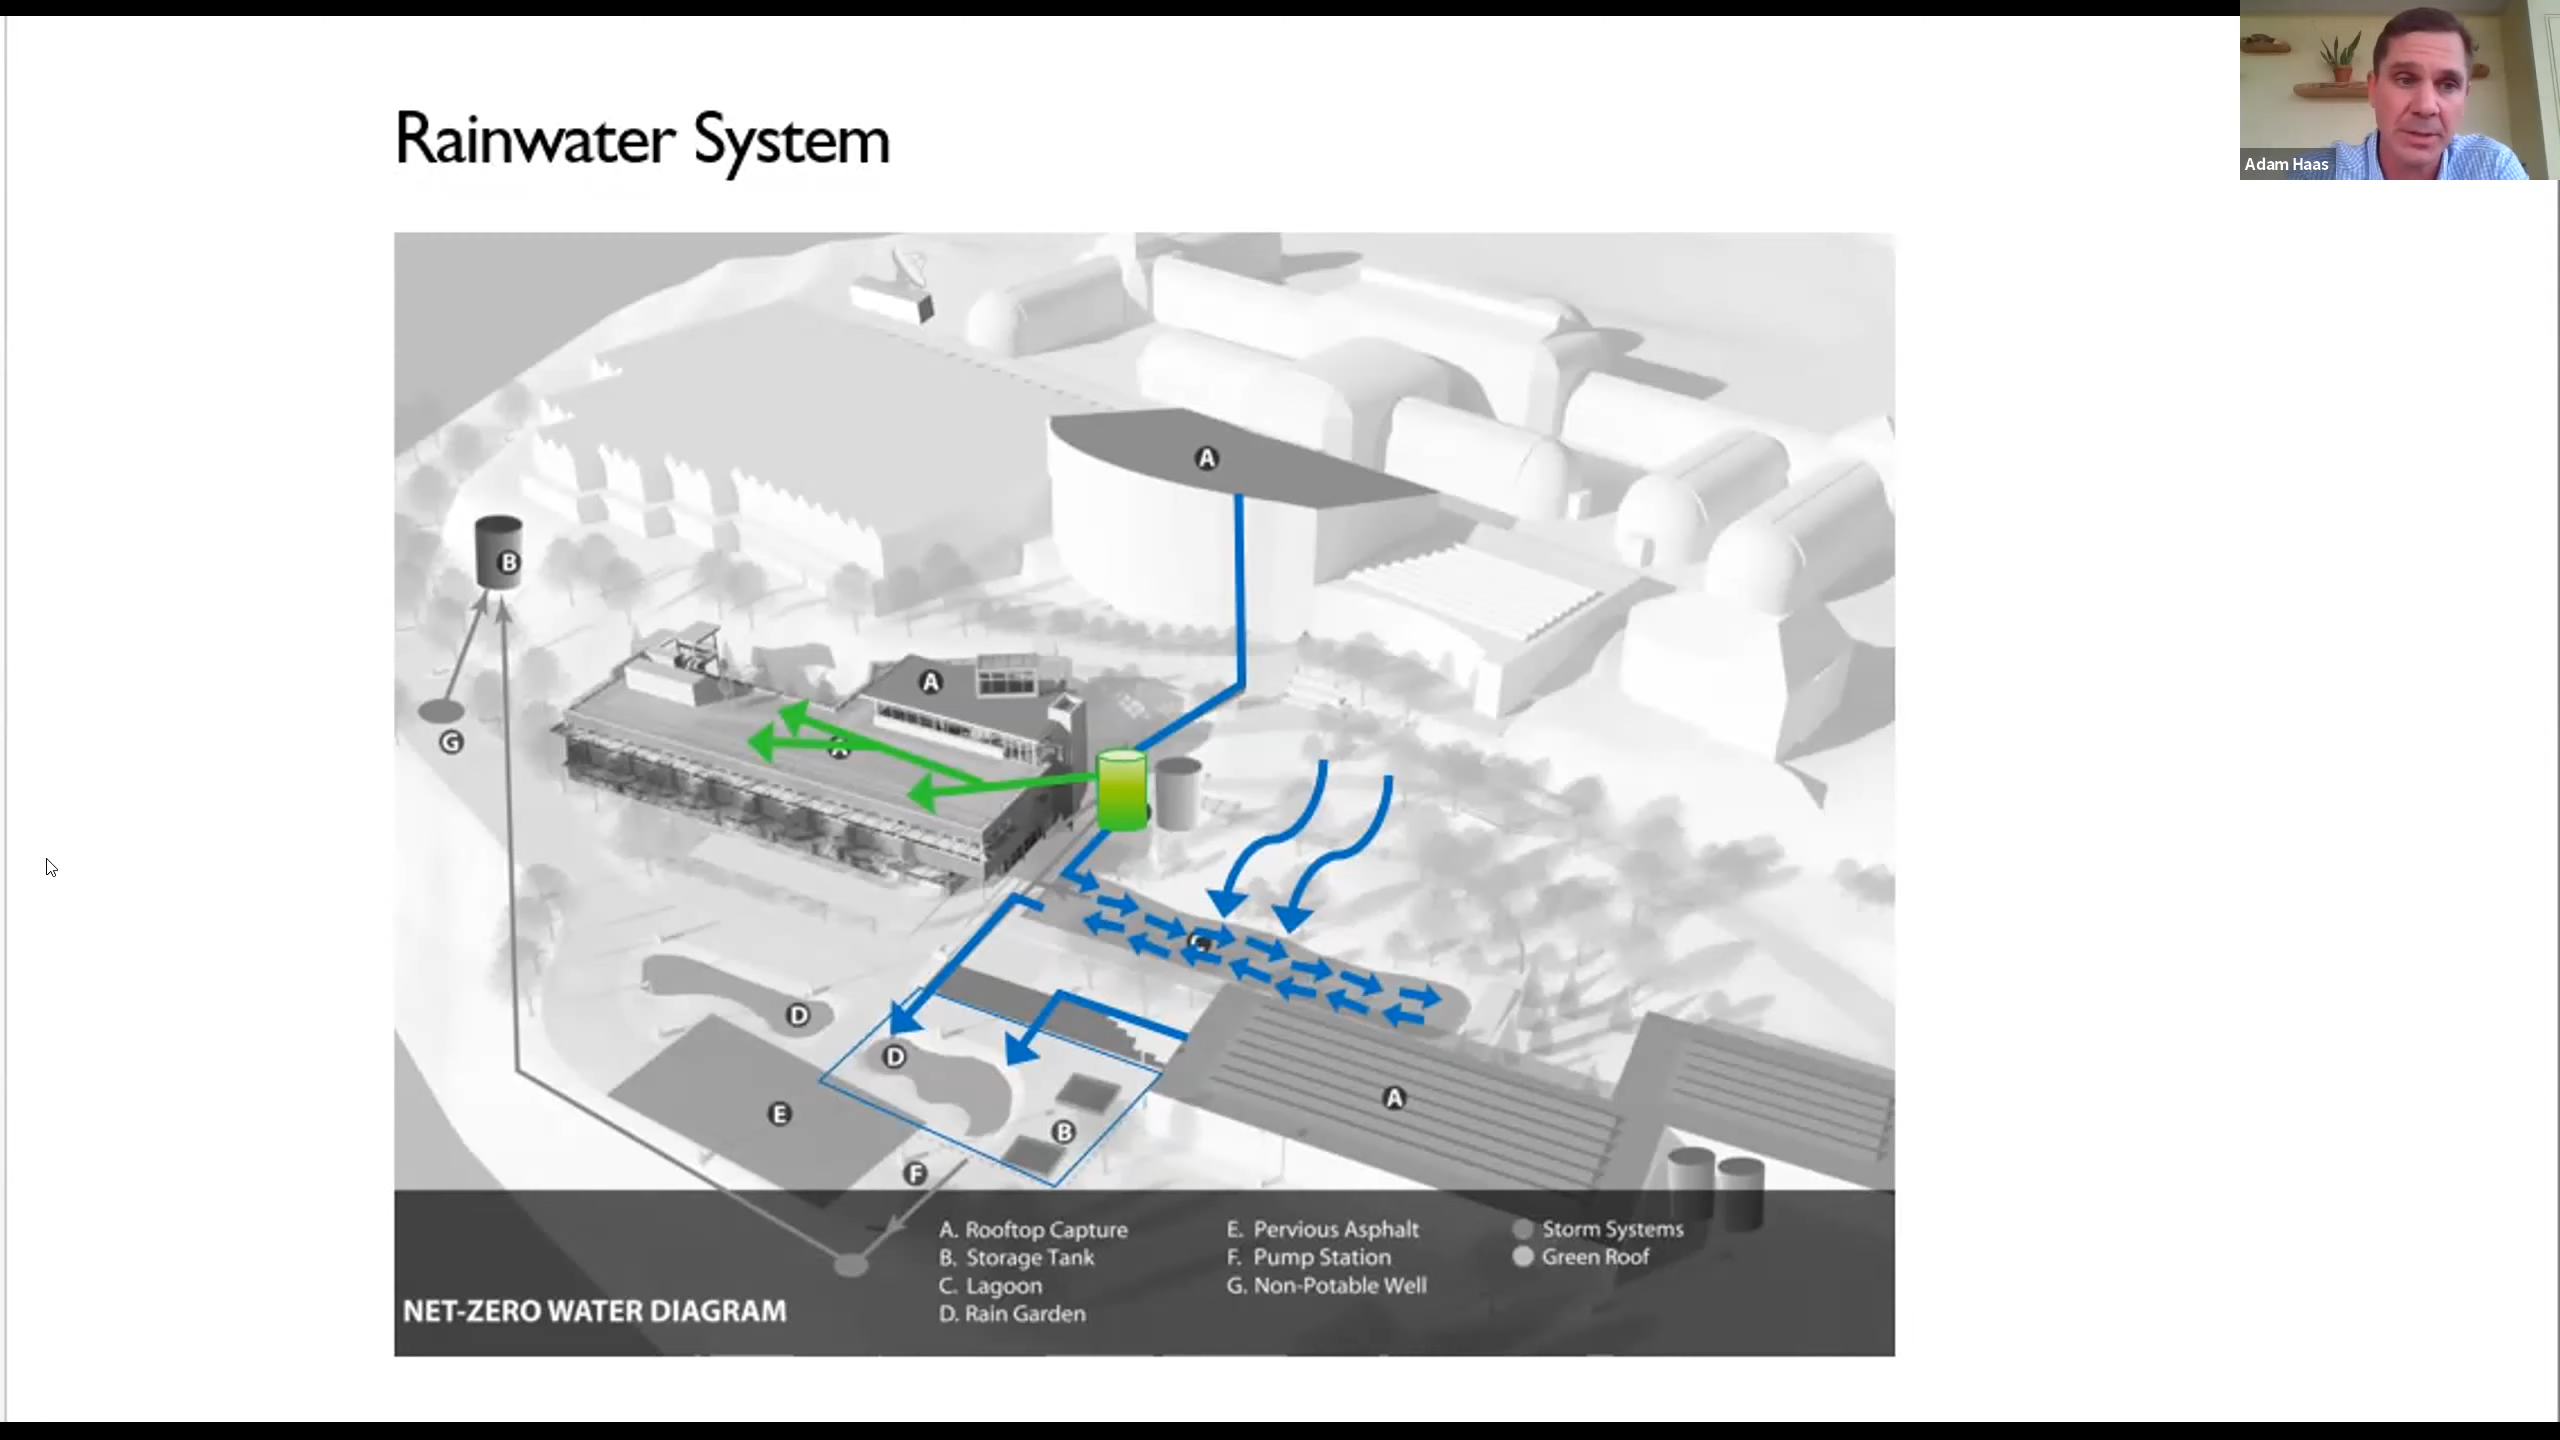 Adam Haas
Rainwater System
A
B
A
A
G
C
D
D
E
B
A
F
A. Rooftop Capture
B. Storage Tank
C. Lagoon
D. Rain Garden
E. Pervious Asphalt
F. Pump Station
G. Non-Potable Well
Storm Systems
Green Roof
NET-ZERO WATER DIAGRAM